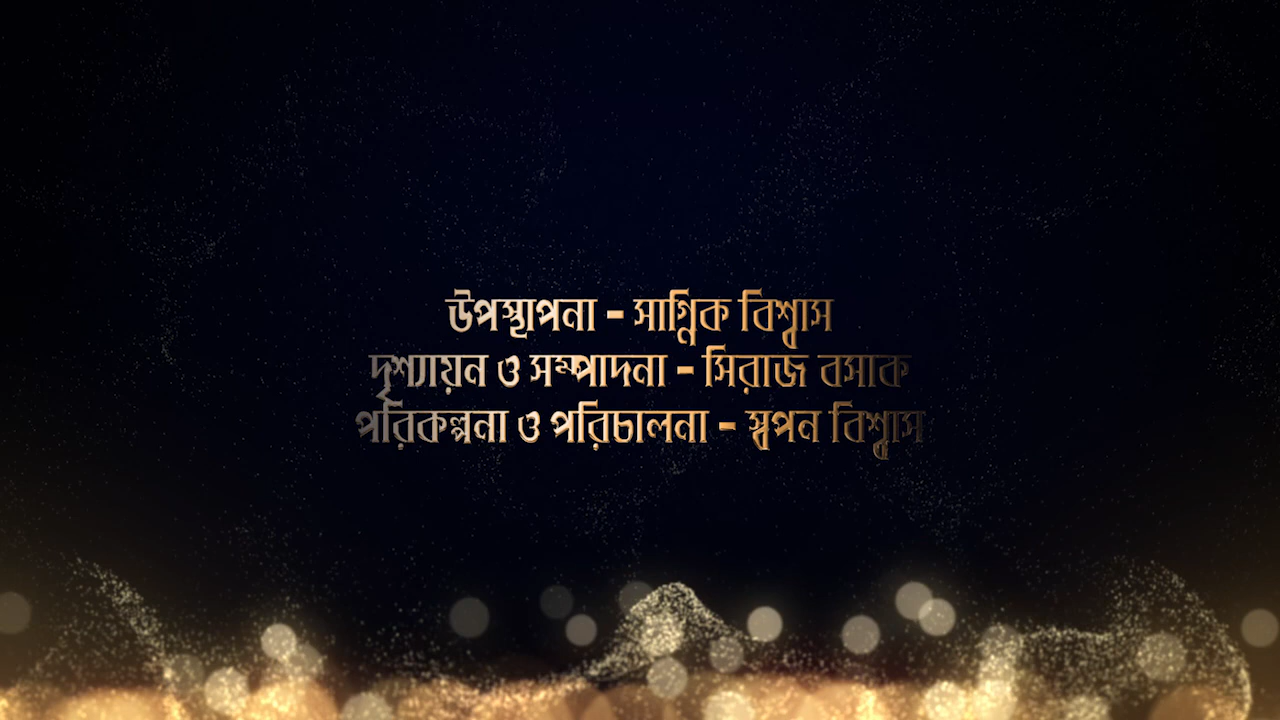 উপস্থাপনা - সাগ্নিক বিশ্বাস
দৃশ্যায়ন ও সম্পাদনা - সিরাজ বসাক
পরিকল্পনা ও পরিচালনা - স্বপন বিশ্বাস